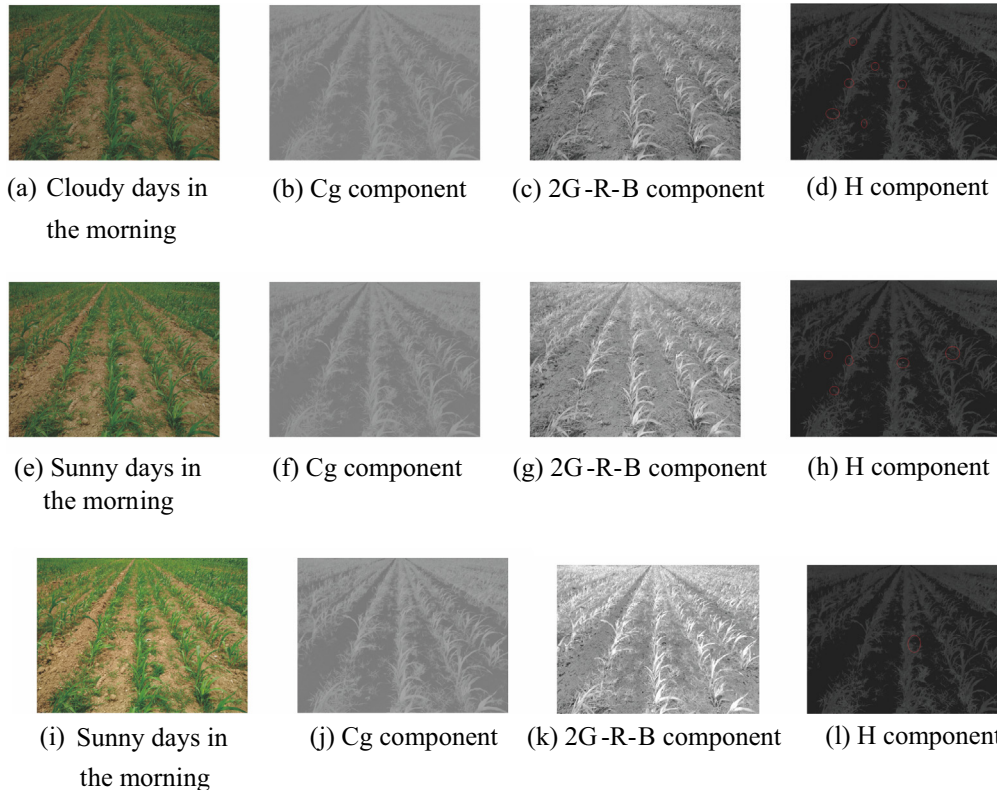 (a) Cloudy days in
the morning
(b) Cg component
(c) 2G-R-B component
(d) H component
(e) Sunny days in
the morning
(f) Cg component
(g) 2G-R-B component
(h) H component
(i) Sunny days in
the morning
(j) Cg component
(k) 2G-R-B component
(l) H component